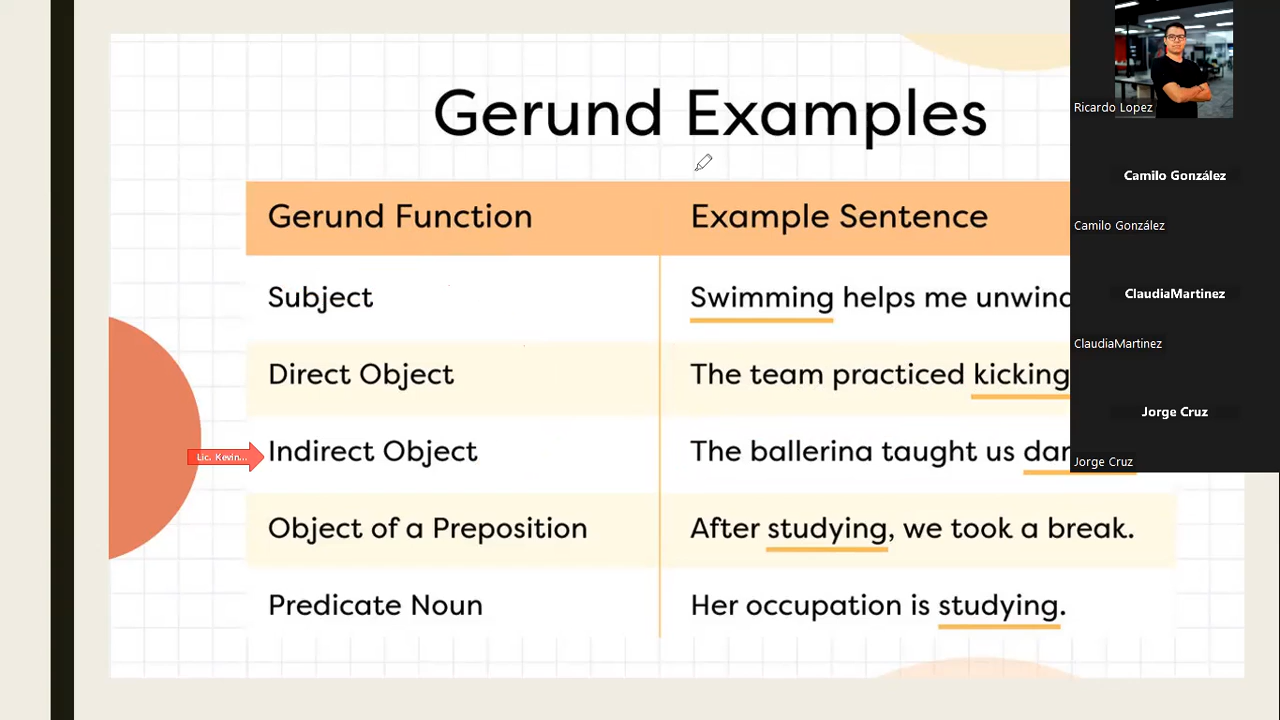 Gerund Examples
Gerund Function Example Sentence
Subject Swimming helps me unwind
Direct Object The team practiced kicking
Indirect Object The ballerina taught us
Object of a Preposition After studying, we took a break.
Predicate Noun Her occupation is studying.
Lic. Kevin...
Ricardo Lopez
Camilo González
Camilo González
ClaudiaMartinez
ClaudiaMartinez
Jorge Cruz
Jorge Cruz